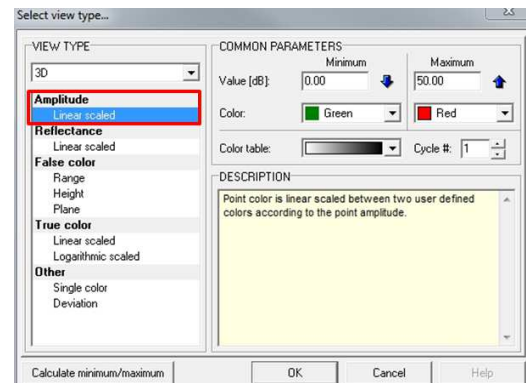 Select view type...
VIEW TYPE
3D
Amplitude
Linear scaled
Reflectance
Linear scaled
False color
Range
Height
Plane
True color
Linear scaled
Logarithmic scaled
Other
Single color
Deviation
COMMON PARAMETERS
Minimum Maximum
Value [dB]: 0.00 50.00
Color: Green Red
Color table: Cycle #: 1
DESCRIPTION
Point color is linear scaled between two user defined
colors according to the point amplitude.
Calculate minimum/maximum OK Cancel Help